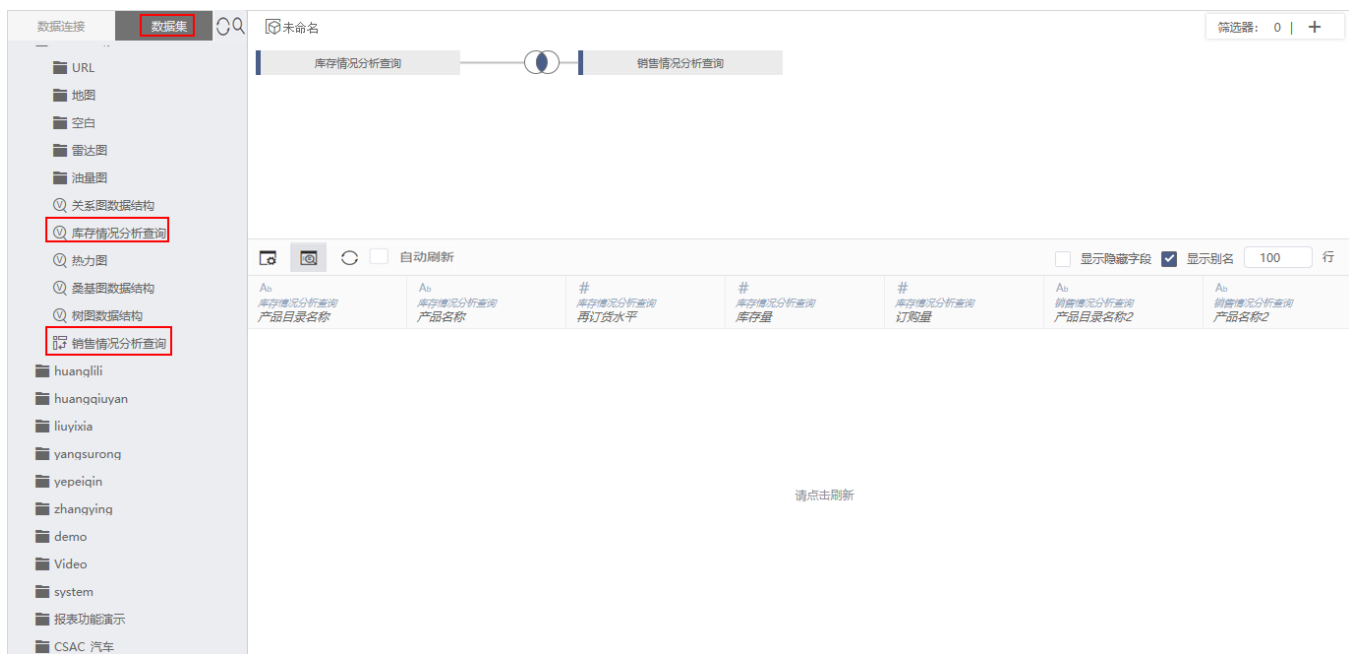 数据连接 数据集 未命名 筛选器: 0
库存情况分析查询 销售情况分析查询
URL
地图
空白
雷达图
油量图
关系图数据结构
库存情况分析查询
热力图
桑基图数据结构
树图数据结构
销售情况分析查询
huanglili
huangqiuyan
liuyixia
yangsurong
yepeiqin
zhangying
demo
Video
system
报表功能演示
CSAC 汽车
自动刷新 显示隐藏字段 显示别名 100 行
Ab Ab # # # Ab Ab
库存情况分析查询 库存情况分析查询 库存情况分析查询 库存情况分析查询 库存情况分析查询 销售情况分析查询 销售情况分析查询
产品目录名称 产品名称 再订货水平 库存量 订购量 产品目录名称2 产品名称2
请点击刷新